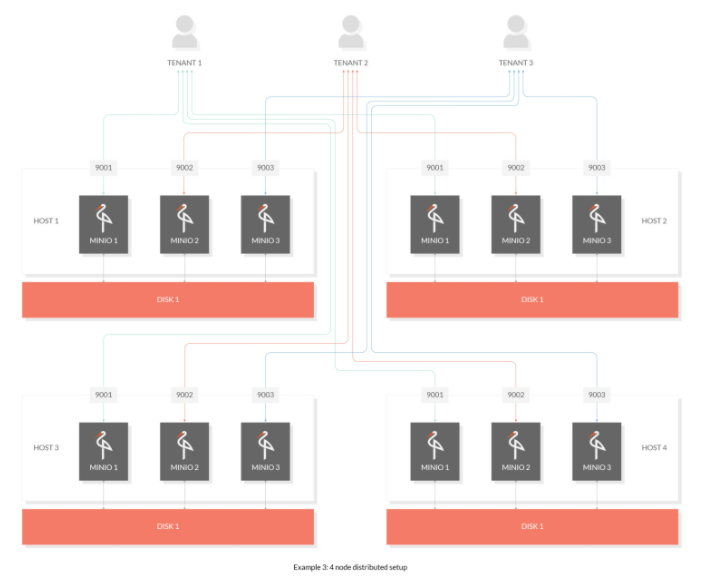 TENANT 1 TENANT 2 TENANT 3
9001 9002 9003 9001 9002 9003
HOST 1 HOST 2
MINIO 1 MINIO 2 MINIO 3 MINIO 1 MINIO 2 MINIO 3
DISK 1 DISK 1
9001 9002 9003 9001 9002 9003
HOST 3 HOST 4
MINIO 1 MINIO 2 MINIO 3 MINIO 1 MINIO 2 MINIO 3
DISK 1 DISK 1
Example 3: 4 node distributed setup